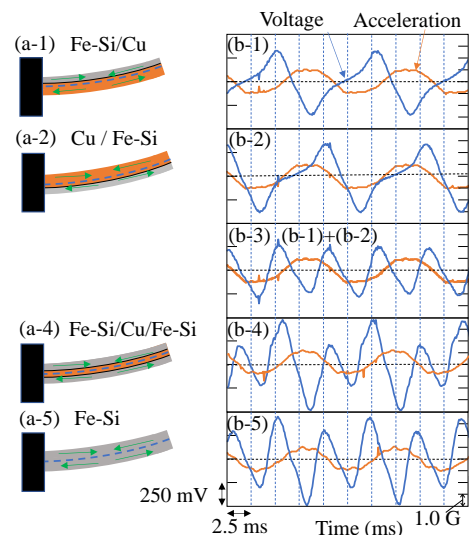 (a-1) Fe-Si/Cu
(a-2) Cu / Fe-Si
(a-4) Fe-Si/Cu/Fe-Si
(a-5) Fe-Si
Voltage Acceleration
(b-1)
(b-2)
(b-3) (b-1)+(b-2)
(b-4)
(b-5)
250 mV
1.0 G
2.5 ms Time (ms)